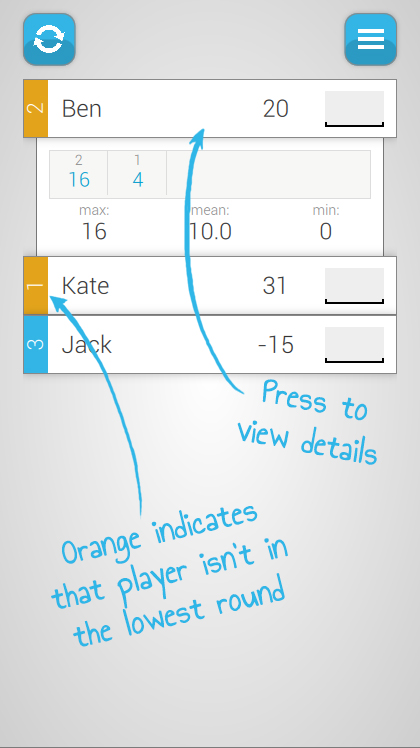 2 Ben 20
2 1
16 4
max: mean: min:
16 10.0 0
1 Kate 31
3 Jack -15
Press to
view details
Orange indicates
that player isn't in
the lowest round